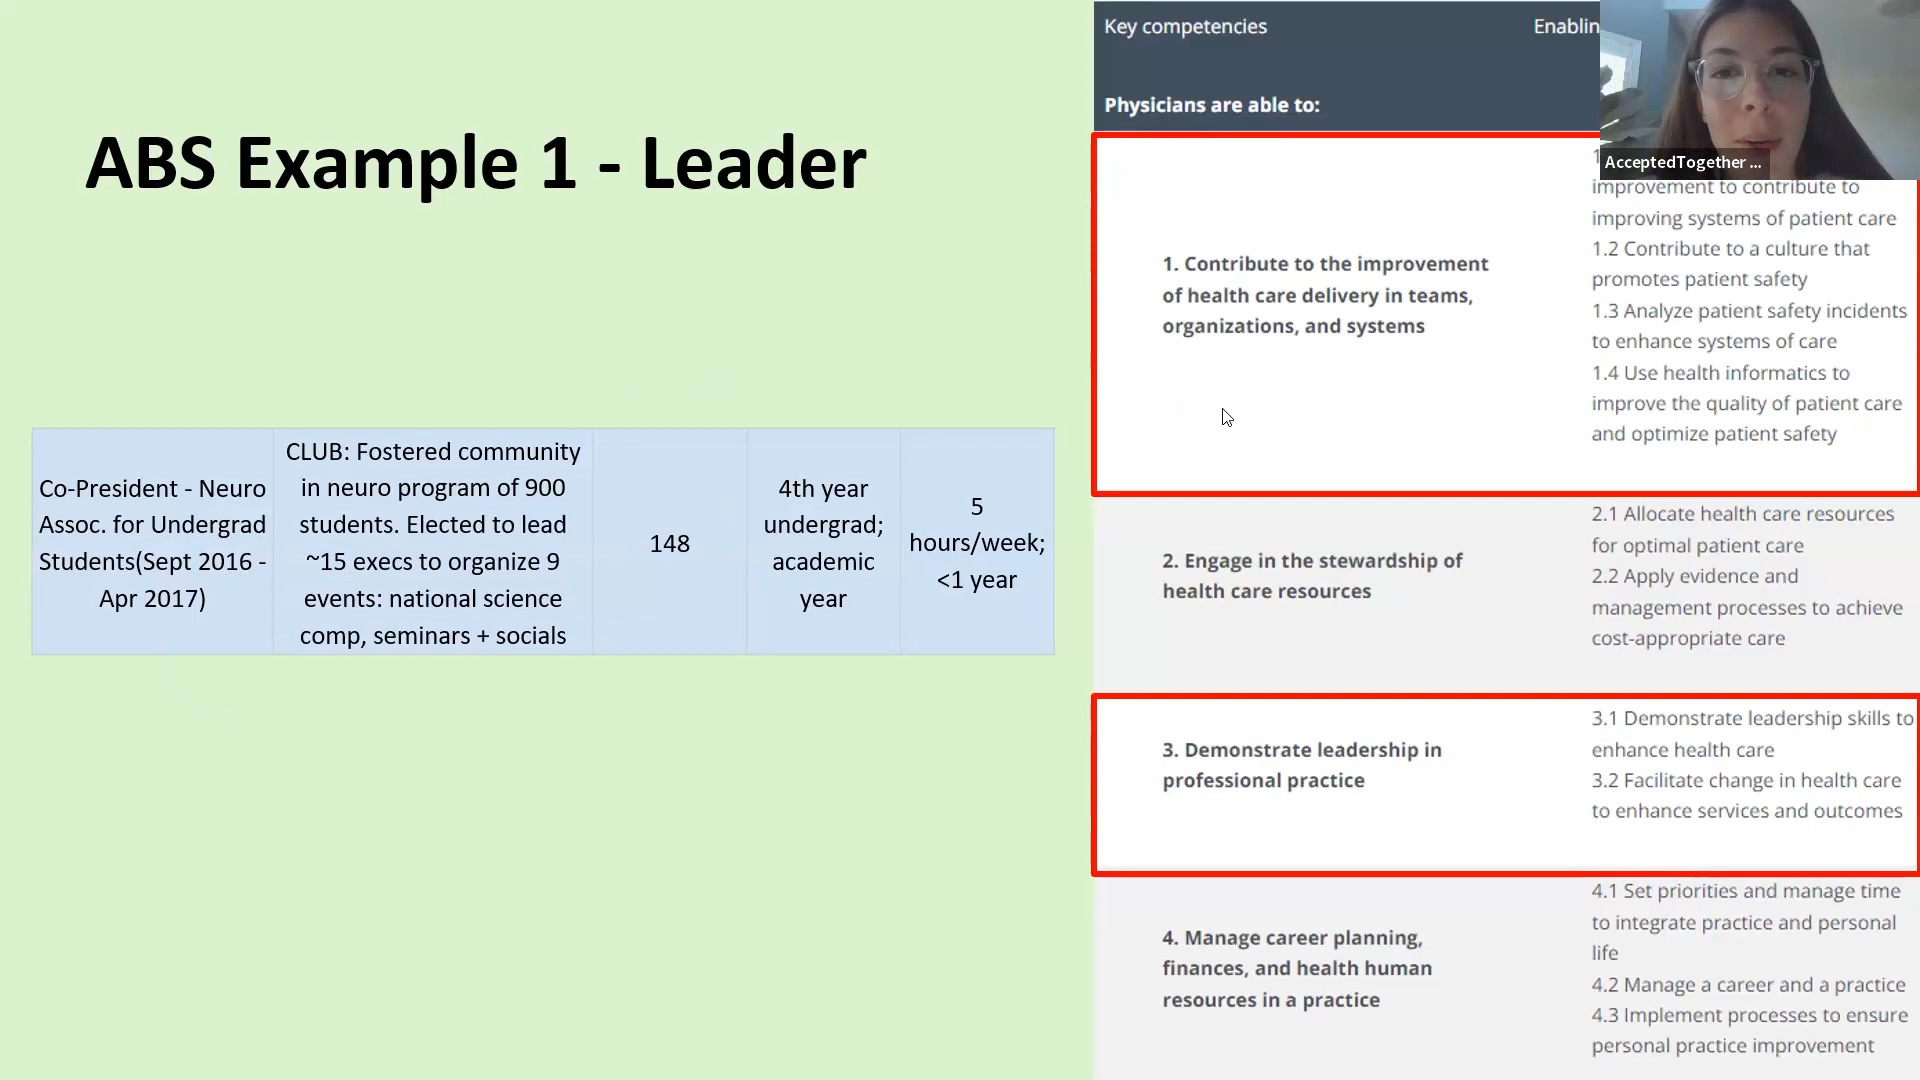 ABS Example 1 - Leader
Co-President - Neuro
Assoc. for Undergrad
Students(Sept 2016 -
Apr 2017)
CLUB: Fostered community
in neuro program of 900
students. Elected to lead
~15 execs to organize 9
events: national science
comp, seminars + socials
148
4th year
undergrad;
academic
year
5
hours/week;
<1 year
Key competencies
Enablin
Physicians are able to:
AcceptedTogether ...
1. Contribute to the improvement
of health care delivery in teams,
organizations, and systems
improvement to contribute to
improving systems of patient care
1.2 Contribute to a culture that
promotes patient safety
1.3 Analyze patient safety incidents
to enhance systems of care
1.4 Use health informatics to
improve the quality of patient care
and optimize patient safety
2. Engage in the stewardship of
health care resources
2.1 Allocate health care resources
for optimal patient care
2.2 Apply evidence and
management processes to achieve
cost-appropriate care
3. Demonstrate leadership in
professional practice
3.1 Demonstrate leadership skills to
enhance health care
3.2 Facilitate change in health care
to enhance services and outcomes
4. Manage career planning,
finances, and health human
resources in a practice
4.1 Set priorities and manage time
to integrate practice and personal
life
4.2 Manage a career and a practice
4.3 Implement processes to ensure
personal practice improvement